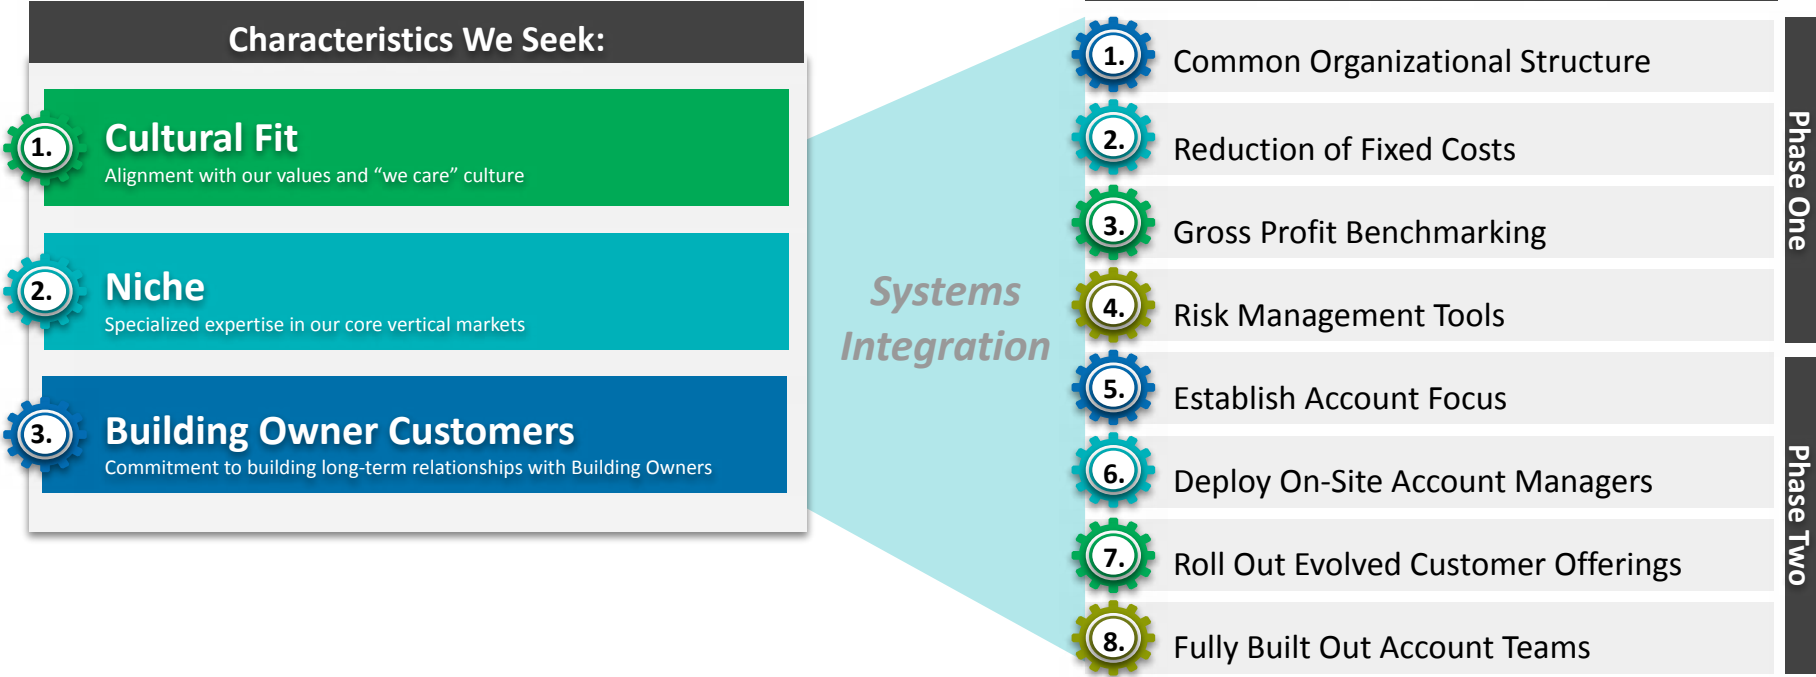 Characteristics We Seek:
1.
Cultural Fit
Alignment with our values and “we care” culture
2.
Niche
Specialized expertise in our core vertical markets
3.
Building Owner Customers
Commitment to building long-term relationships with Building Owners
Systems
Integration
1.
Common Organizational Structure
2.
Reduction of Fixed Costs
3.
Gross Profit Benchmarking
4.
Risk Management Tools
Phase One
5.
Establish Account Focus
6.
Deploy On-Site Account Managers
7.
Roll Out Evolved Customer Offerings
8.
Fully Built Out Account Teams
Phase Two